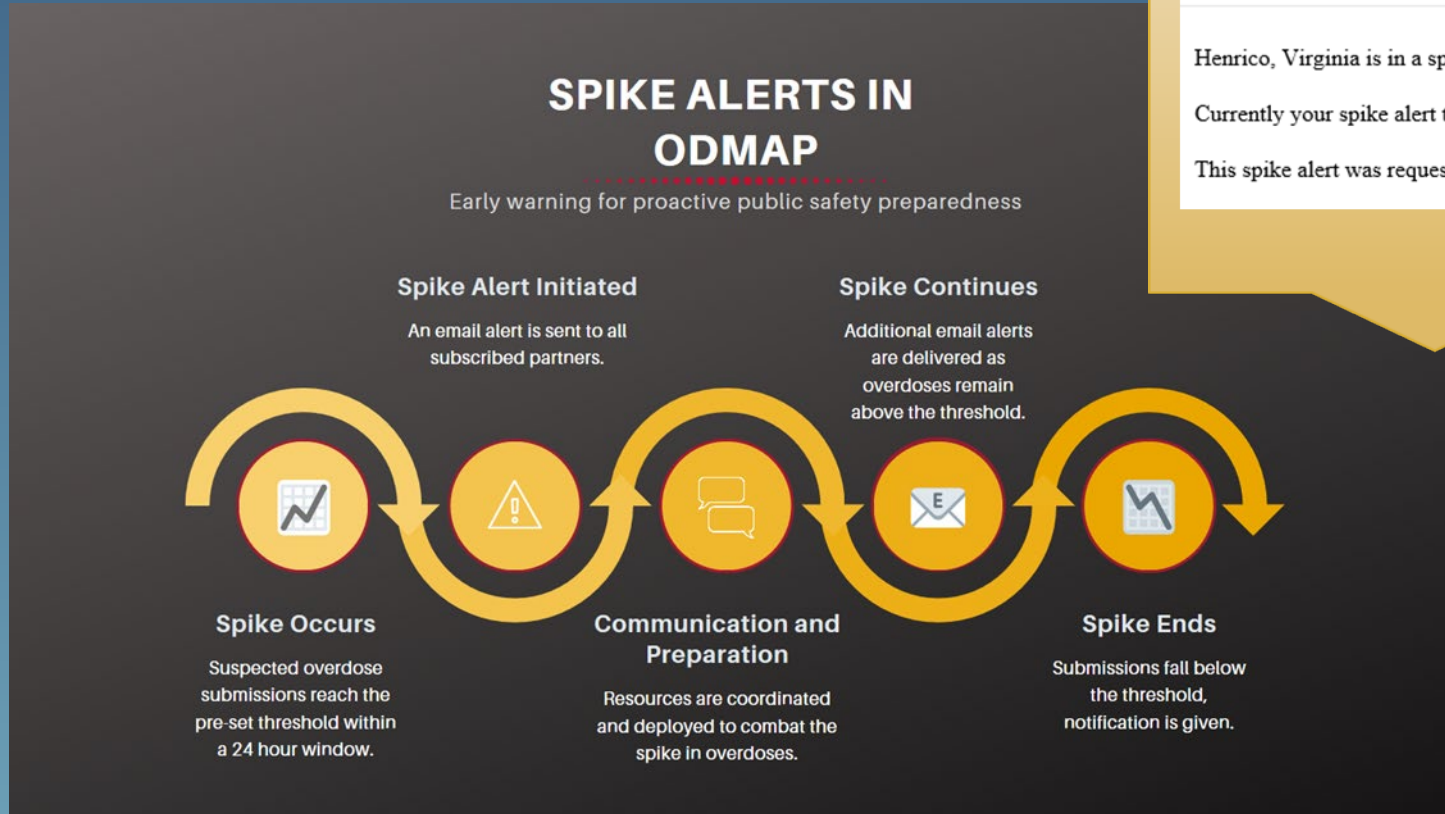 SPIKE ALERTS IN
ODMAP
Early warning for proactive public safety preparedness
Henrico, Virginia is in a
Currently your spike alert
This spike alert was
Spike Alert Initiated
An email alert is sent to all
subscribed partners.
Spike Continues
Additional email alerts
are delivered as
overdoses remain
above the threshold.
E
Spike Occurs
Suspected overdose
submissions reach the
pre-set threshold within
a 24 hour window.
Communication and
Preparation
Resources are coordinated
and deployed to combat the
spike in overdoses.
Spike Ends
Submissions fall below
the threshold,
notification is given.